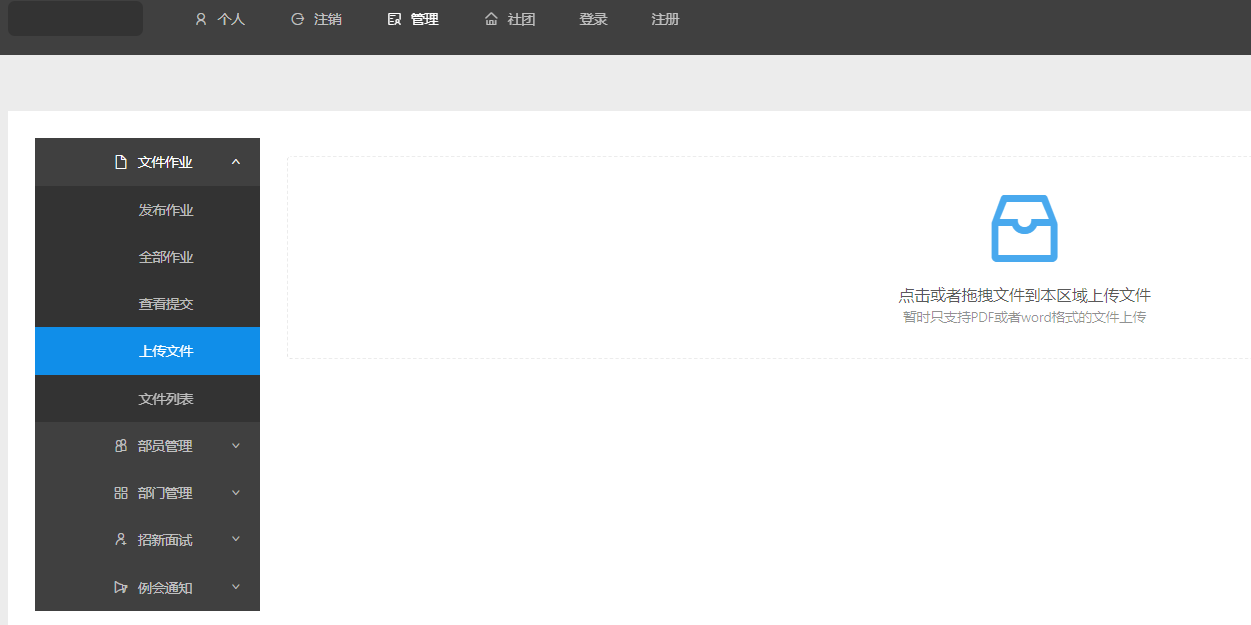 个人 注销 管理 社团 登录 注册
文件作业
发布作业
全部作业
查看提交
上传文件
文件列表
部员管理
部门管理
招新面试
例会通知
点击或者拖拽文件到本区域上传文件
暂时只支持PDF或者word格式的文件上传